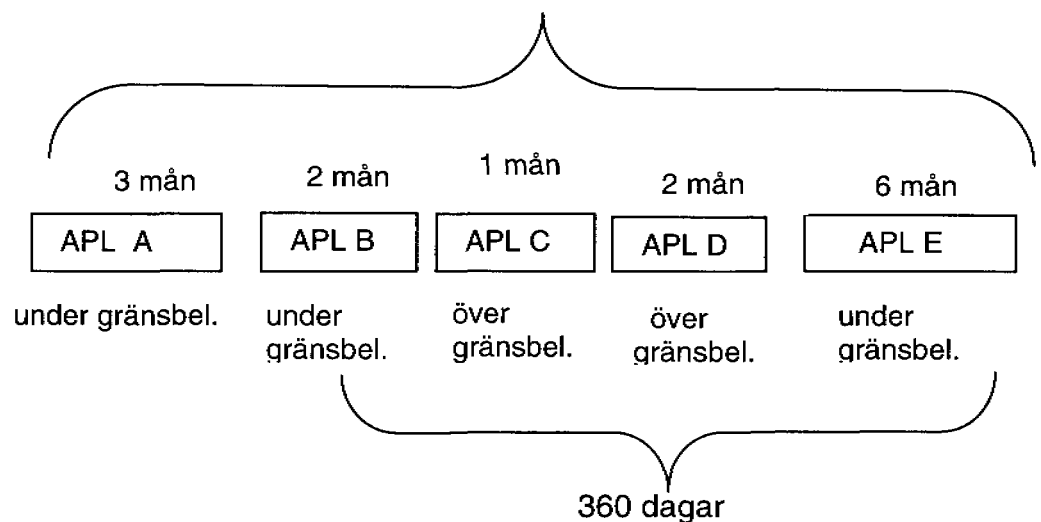 3 mån 2 mån 1 mån 2 mån 6 mån
APL A APL B APL C APL D APL E
under gränsbel. under över över under
gränsbel. gränsbel. gränsbel. gränsbel.
360 dagar